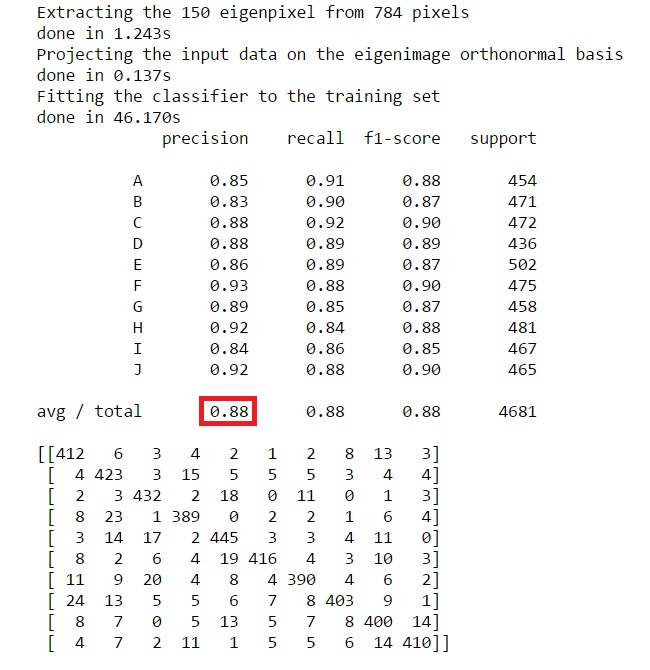 Extracting the 150 eigenpixel from 784 pixels
done in 1.243s
Projecting the input data on the eigenimage orthonormal basis
done in 0.137s
Fitting the classifier to the training set
done in 46.170s
precision recall f1-score support
A 0.85 0.91 0.88 454
B 0.83 0.90 0.87 471
C 0.88 0.92 0.90 472
D 0.88 0.89 0.89 436
E 0.86 0.89 0.87 502
F 0.93 0.88 0.90 475
G 0.89 0.85 0.87 458
H 0.92 0.84 0.88 481
I 0.84 0.86 0.85 467
J 0.92 0.88 0.90 465
avg / total 0.88 0.88 0.88 4681
[[412 6 3 4 2 1 2 8 13 3]
[ 4 423 3 15 5 5 5 3 4 4]
[ 2 3 432 2 18 0 11 0 1 3]
[ 8 23 1 389 0 2 2 1 6 4]
[ 3 14 17 2 445 3 3 4 11 0]
[ 8 2 6 4 19 416 4 3 10 3]
[ 11 9 20 4 8 4 390 4 6 2]
[ 24 13 5 5 6 7 8 403 9 1]
[ 8 7 0 5 13 5 7 8 400 14]
[ 4 7 2 11 1 5 5 6 14 410]]